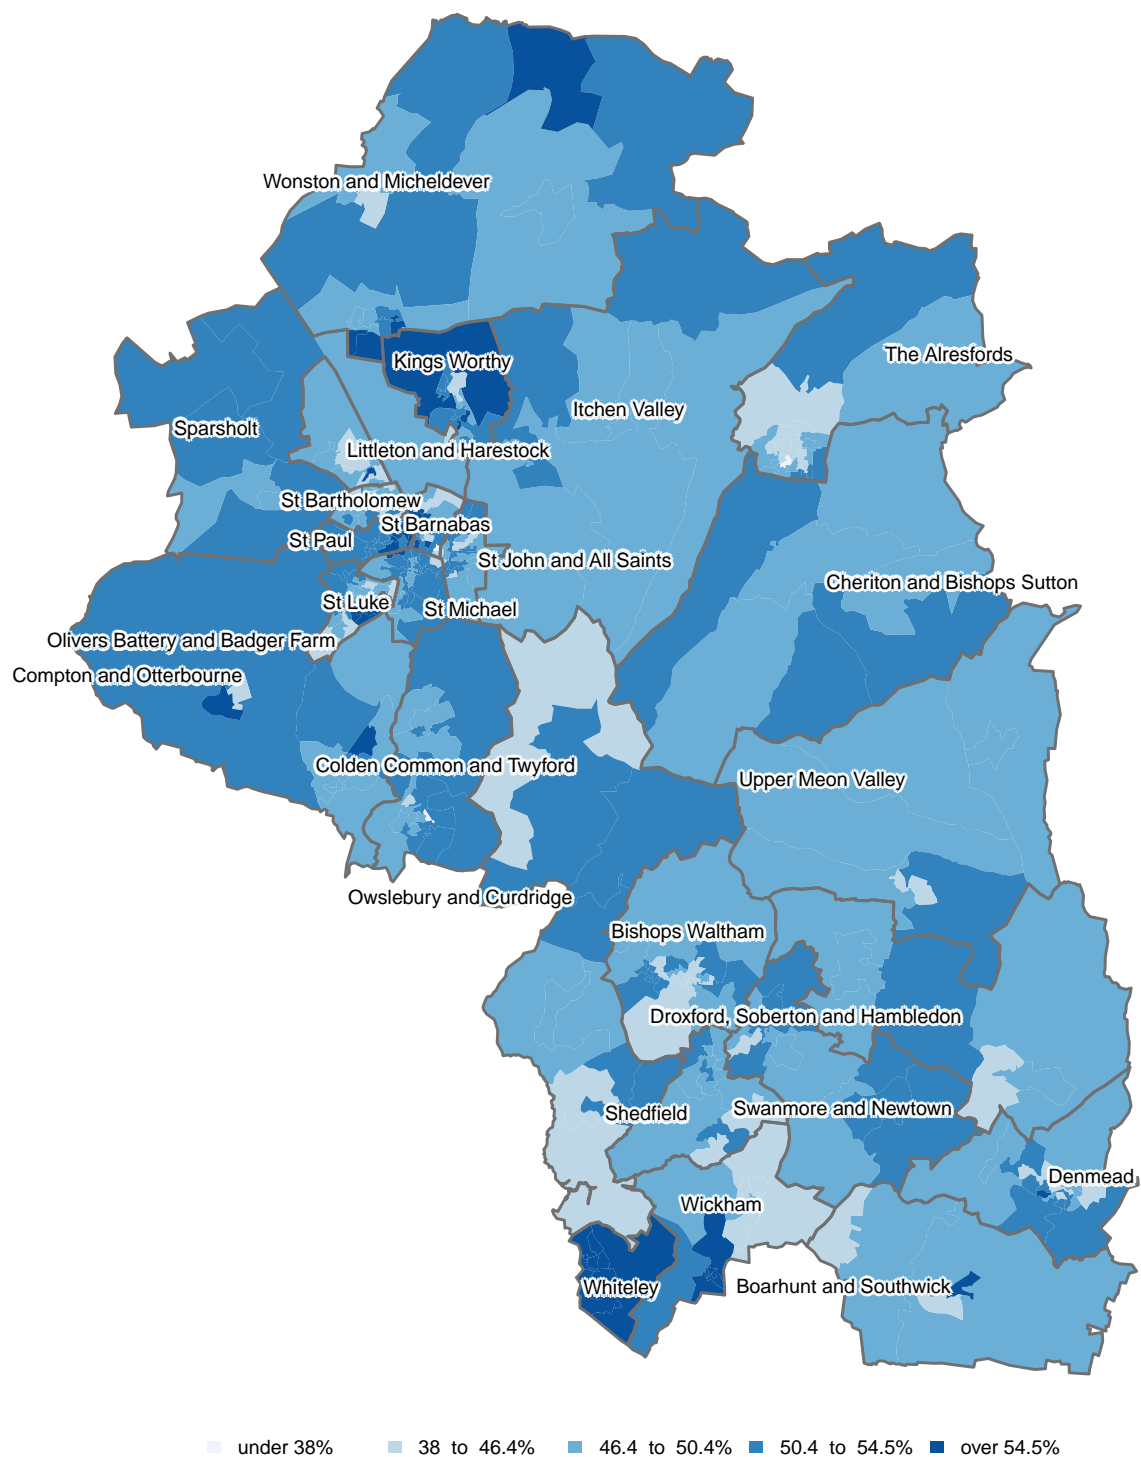 Wonston and Micheldever
The Alresfords
Kings Worthy
Itchen Valley
Sparsholt
Littleton and Harestock
St Bartholomew
St Barnabas
St Paul
St John and All Saints
Cheriton and Bishops Sutton
St Luke
St Michael
Olivers Battery and Badger Farm
Compton and Otterbourne
Colden Common and Twyford
Upper Meon Valley
Owslebury and Curdridge
Bishops Waltham
Droxford, Soberton and Hambledon
Shedfield
Swanmore and Newtown
Denmead
Wickham
Whiteley
Boarhunt and Southwick
under 38% 38 to 46.4% 46.4 to 50.4% 50.4 to 54.5% over 54.5%